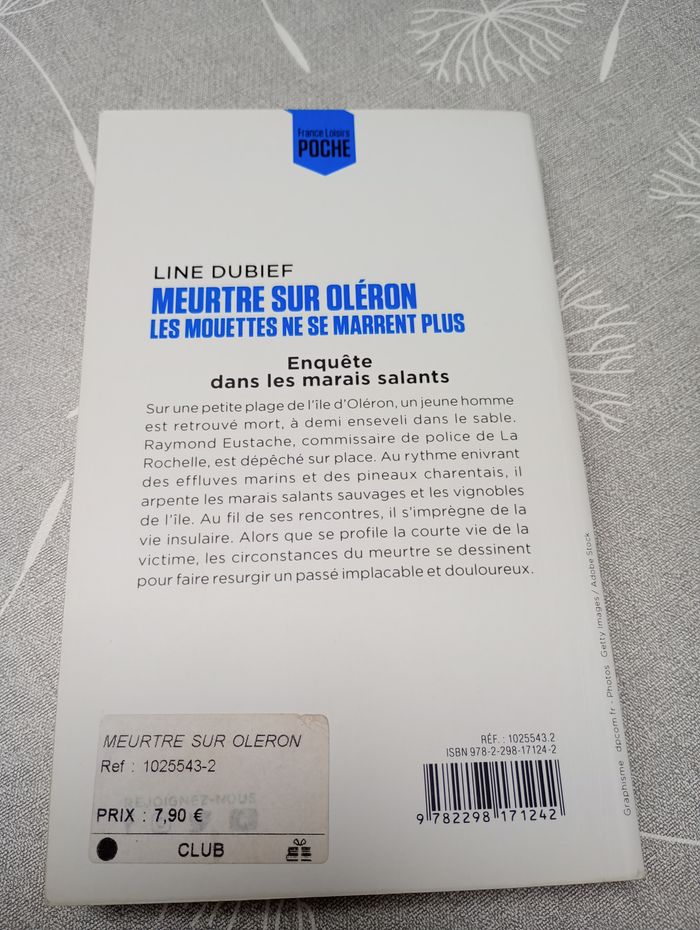 France Loisirs
POCHE
LINE DUBIEF
MEURTRE SUR OLÉRON
LES MOUETTES NE SE MARRENT PLUS
Enquête
dans les marais salants
Sur une petite plage de l'île d'Oléron, un jeune homme
est retrouvé mort, à demi enseveli dans le sable.
Raymond Eustache, commissaire de police de La
Rochelle, est dépêché sur place. Au rythme enivrant
des effluves marins et des pineaux charentais, il
arpente les marais salants sauvages et les vignobles
de l'île. Au fil de ses rencontres, il s'imprègne de la
vie insulaire. Alors que se profile la courte vie de la
victime, les circonstances du meurtre se dessinent
pour faire resurgir un passé implacable et douloureux.
MEURTRE SUR OLERON
Ref : 1025543-2
REJOIGNEZ-NOUS
PRIX : 7,90 €
CLUB
RÉF. : 1025543.2
ISBN 978-2-298-17124-2
9 782298 171242
Graphisme dpcom.fr - Photos Getty Images / Adobe Stock